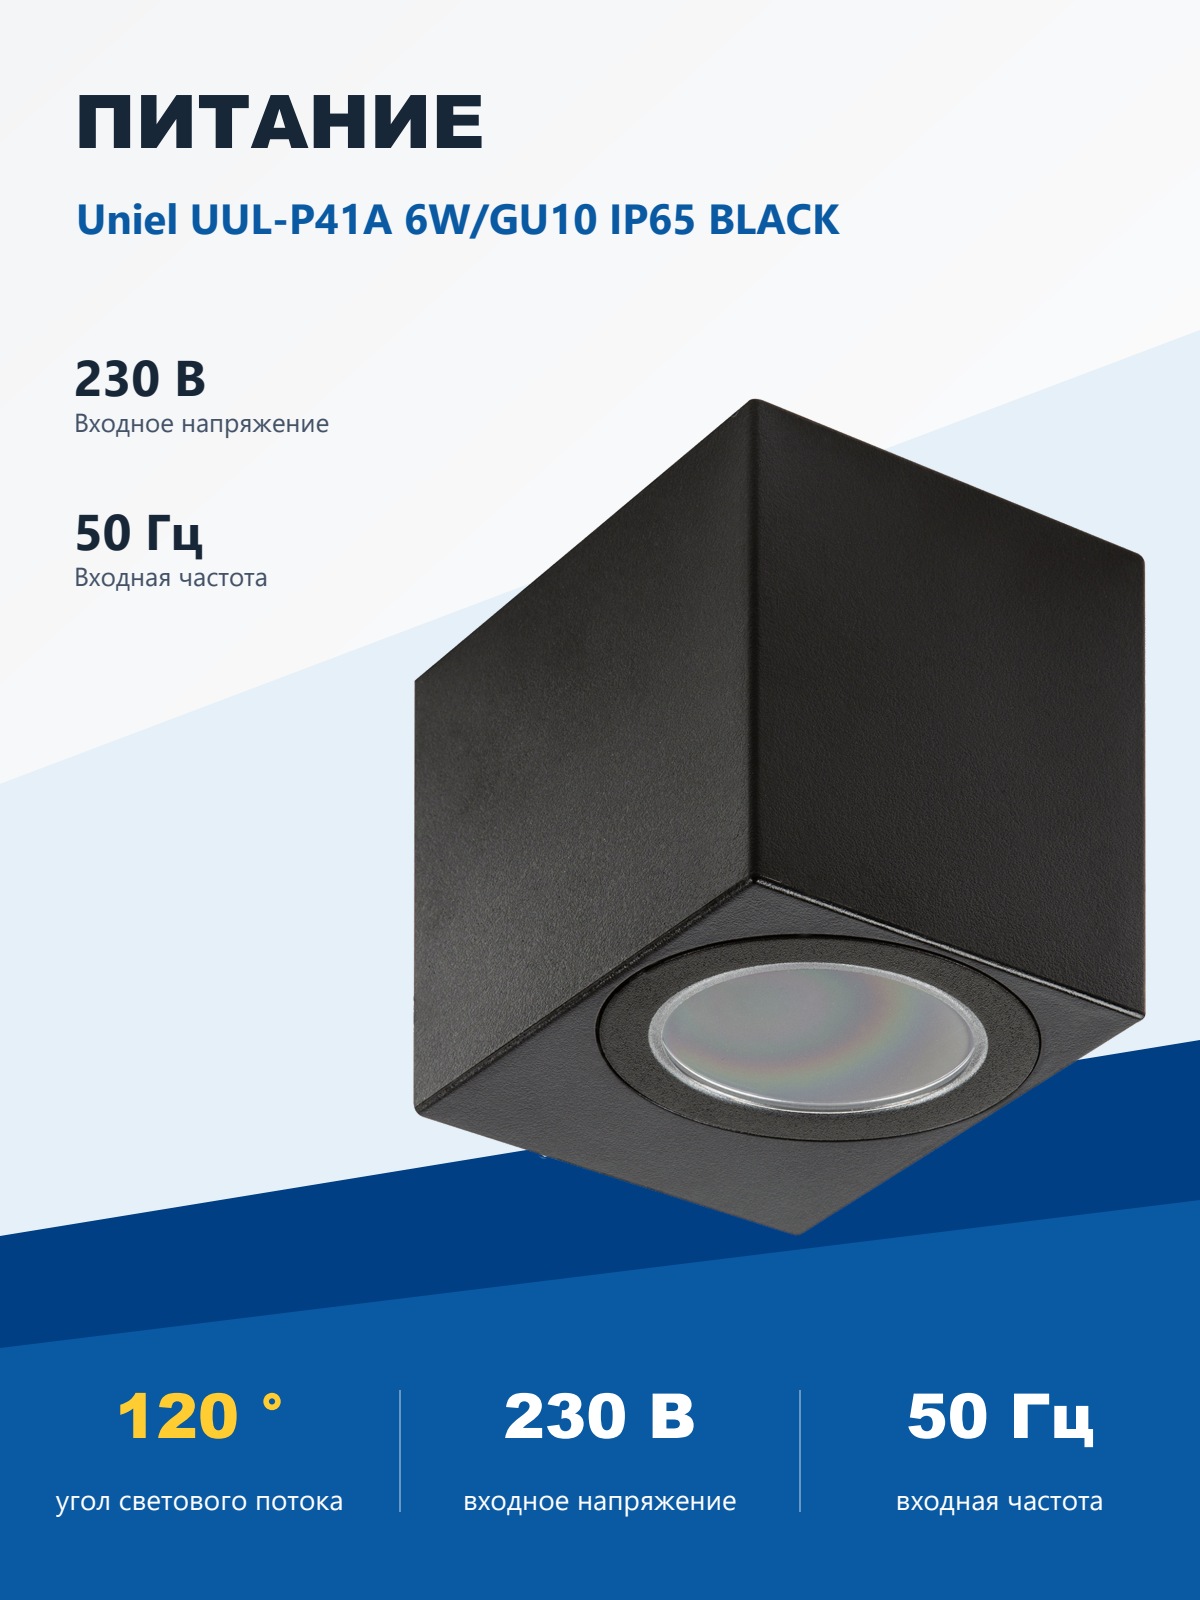 ПИТАНИЕ
Uniel UUL-P41A 6W/GU10 IP65 BLACK
230 В
Входное напряжение
50 Гц
Входная частота
120 °
230 В
50 Гц
угол светового потока
входное напряжение
входная частота